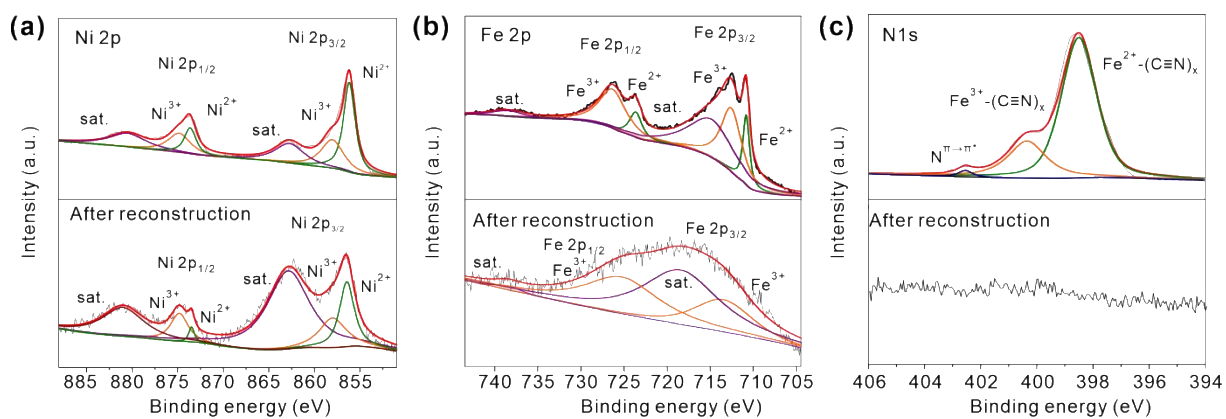 (a)
Ni 2p
Ni 2p3/2
Ni 2p1/2
Ni2+
Ni3+
Ni2+
Ni3+
sat.
sat.
After reconstruction
Ni 2p3/2
Ni 2p1/2
Ni3+
Ni2+
sat.
sat.
Ni3+
Ni2+
Intensity (a.u.)
885 880 875 870 865 860 855
Binding energy (eV)
(b)
Fe 2p
Fe 2p1/2
Fe 2p3/2
Fe3+
Fe3+
Fe2+
sat.
sat.
Fe2+
After reconstruction
Fe 2p1/2
Fe 2p3/2
sat.
Fe3+
sat.
Fe3+
Intensity (a.u.)
740 735 730 725 720 715 710 705
Binding energy (eV)
(c)
N1s
Fe2+-(C≡N)x
Fe3+-(C≡N)x
Nπ→π*
After reconstruction
Intensity (a.u.)
406 404 402 400 398 396 394
Binding energy (eV)